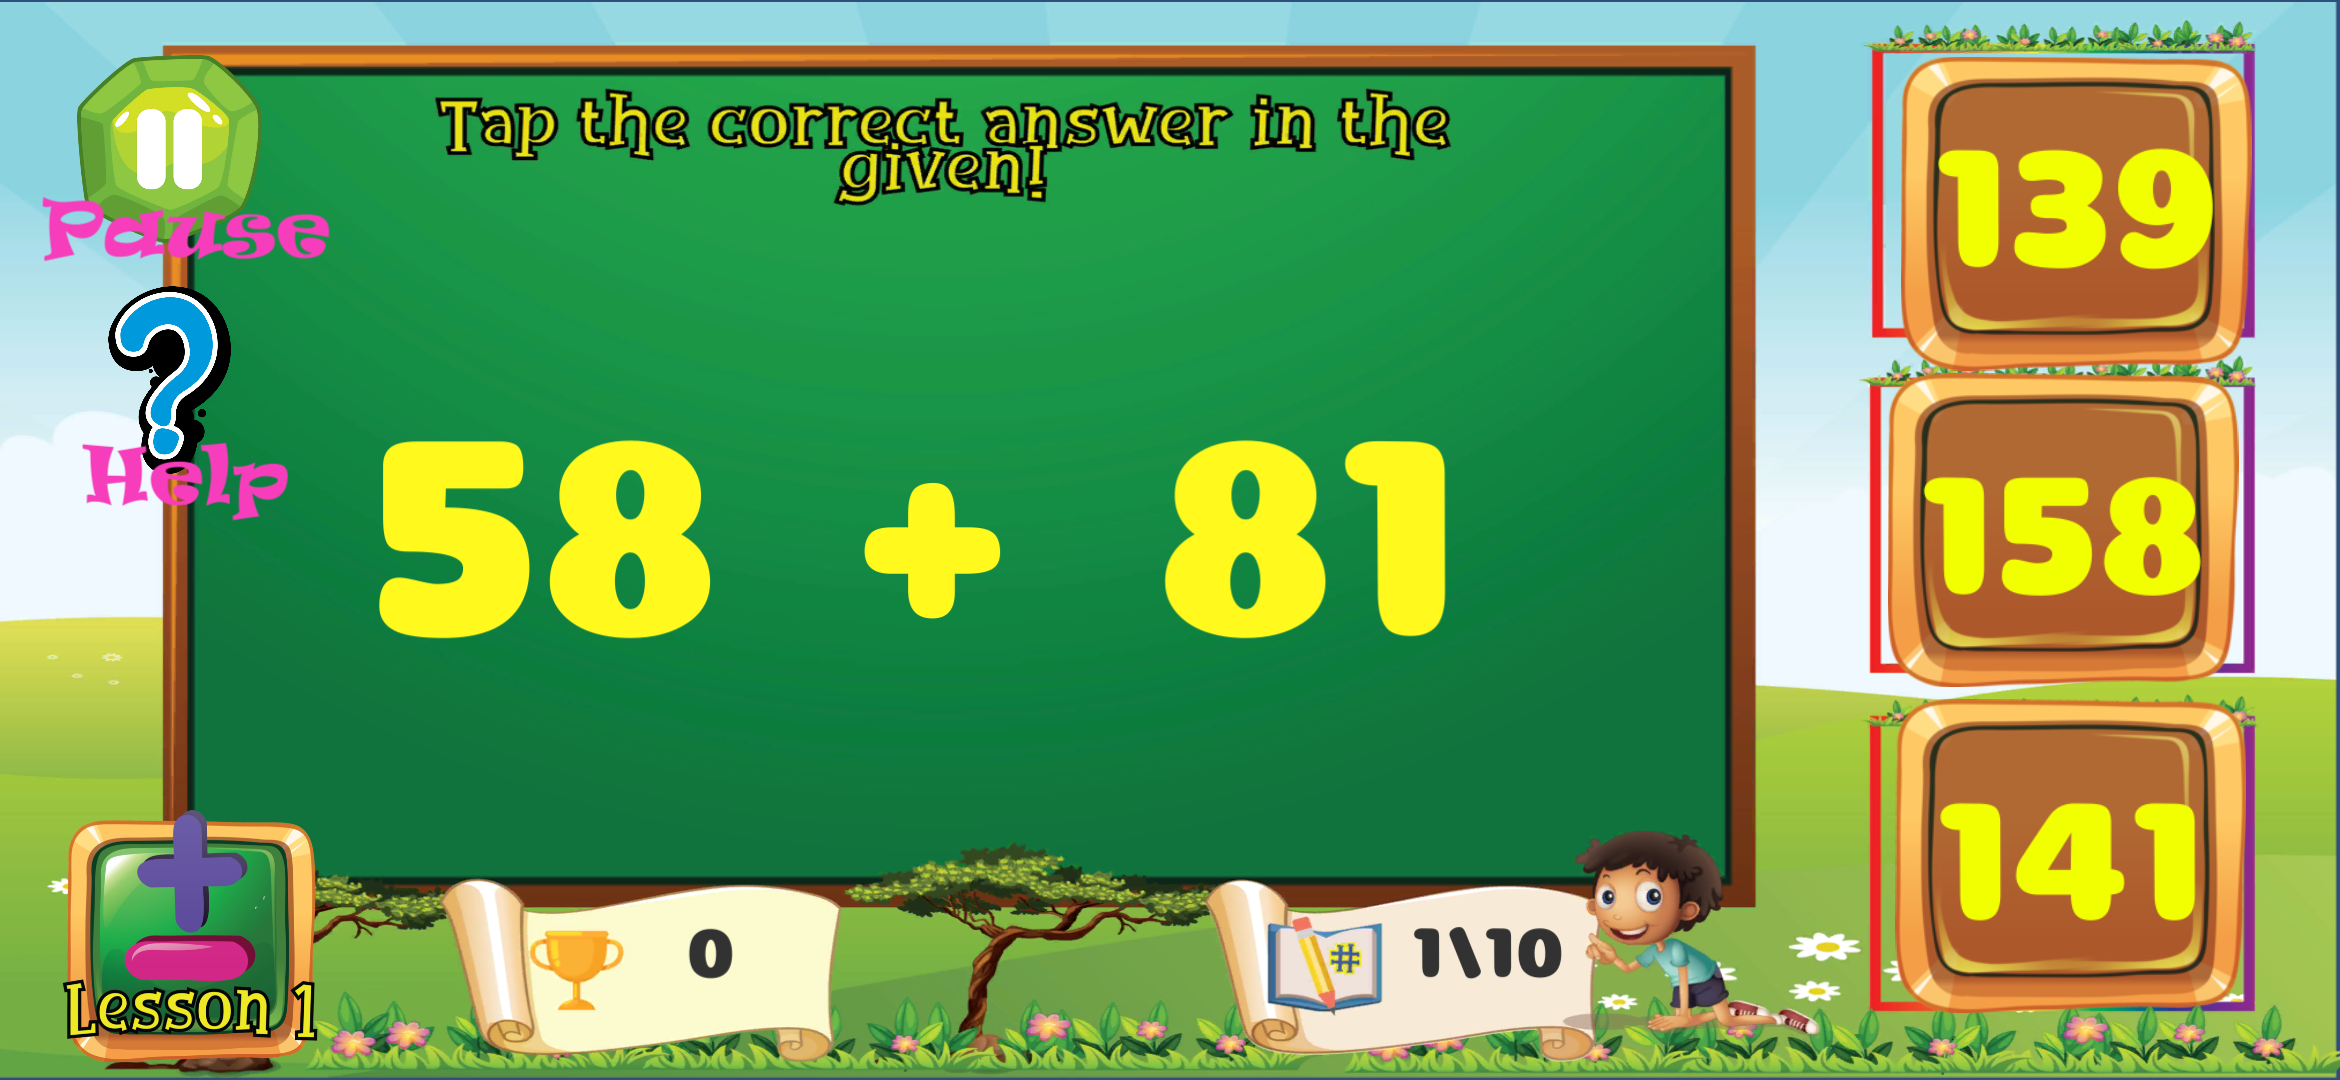 Tap the correct answer in the
given!
Pause
Help
58 + 81
139
158
141
Lesson 1
0
#
1\10